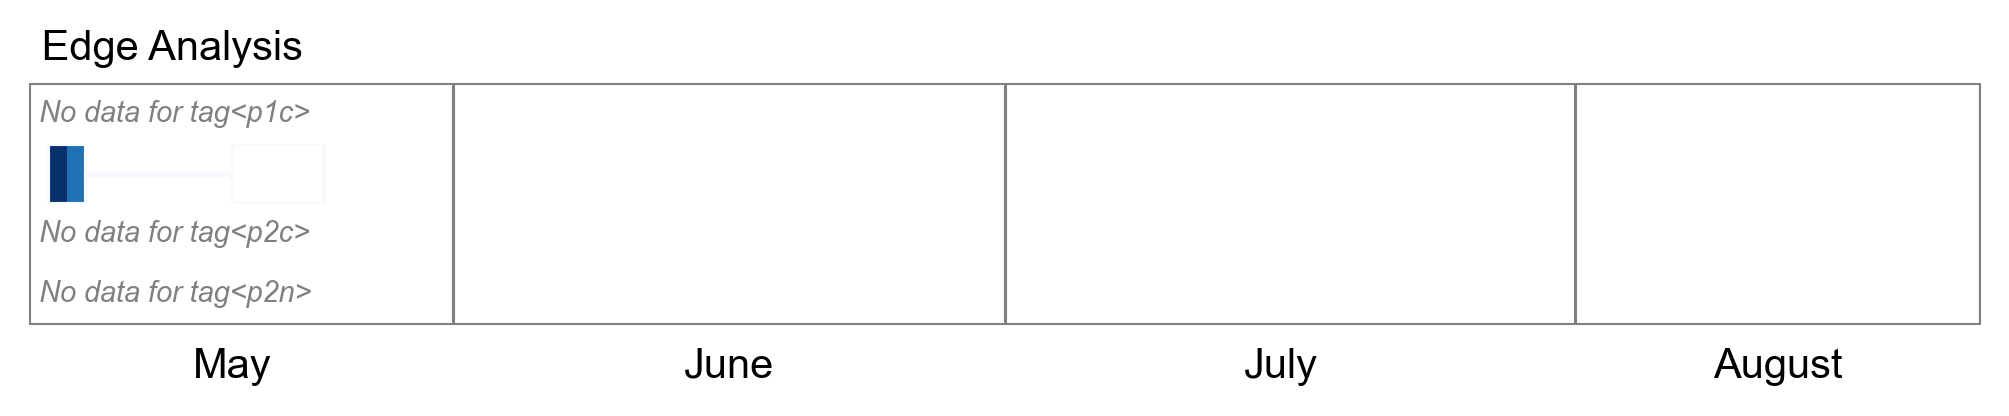 Edge Analysis
No data for tag<p1c>
No data for tag<p2c>
No data for tag<p2n>
May June July August